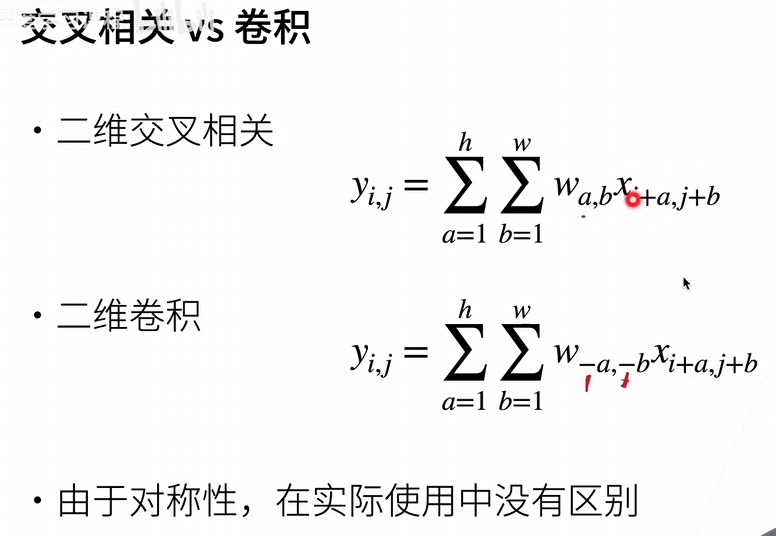 交叉相关 vs 卷积
• 二维交叉相关
y_{i,j} = \sum_{a=1}^{h} \sum_{b=1}^{w} w_{a,b} x_{i+a,j+b}
• 二维卷积
y_{i,j} = \sum_{a=1}^{h} \sum_{b=1}^{w} w_{-a,-b} x_{i+a,j+b}
• 由于对称性，在实际使用中没有区别